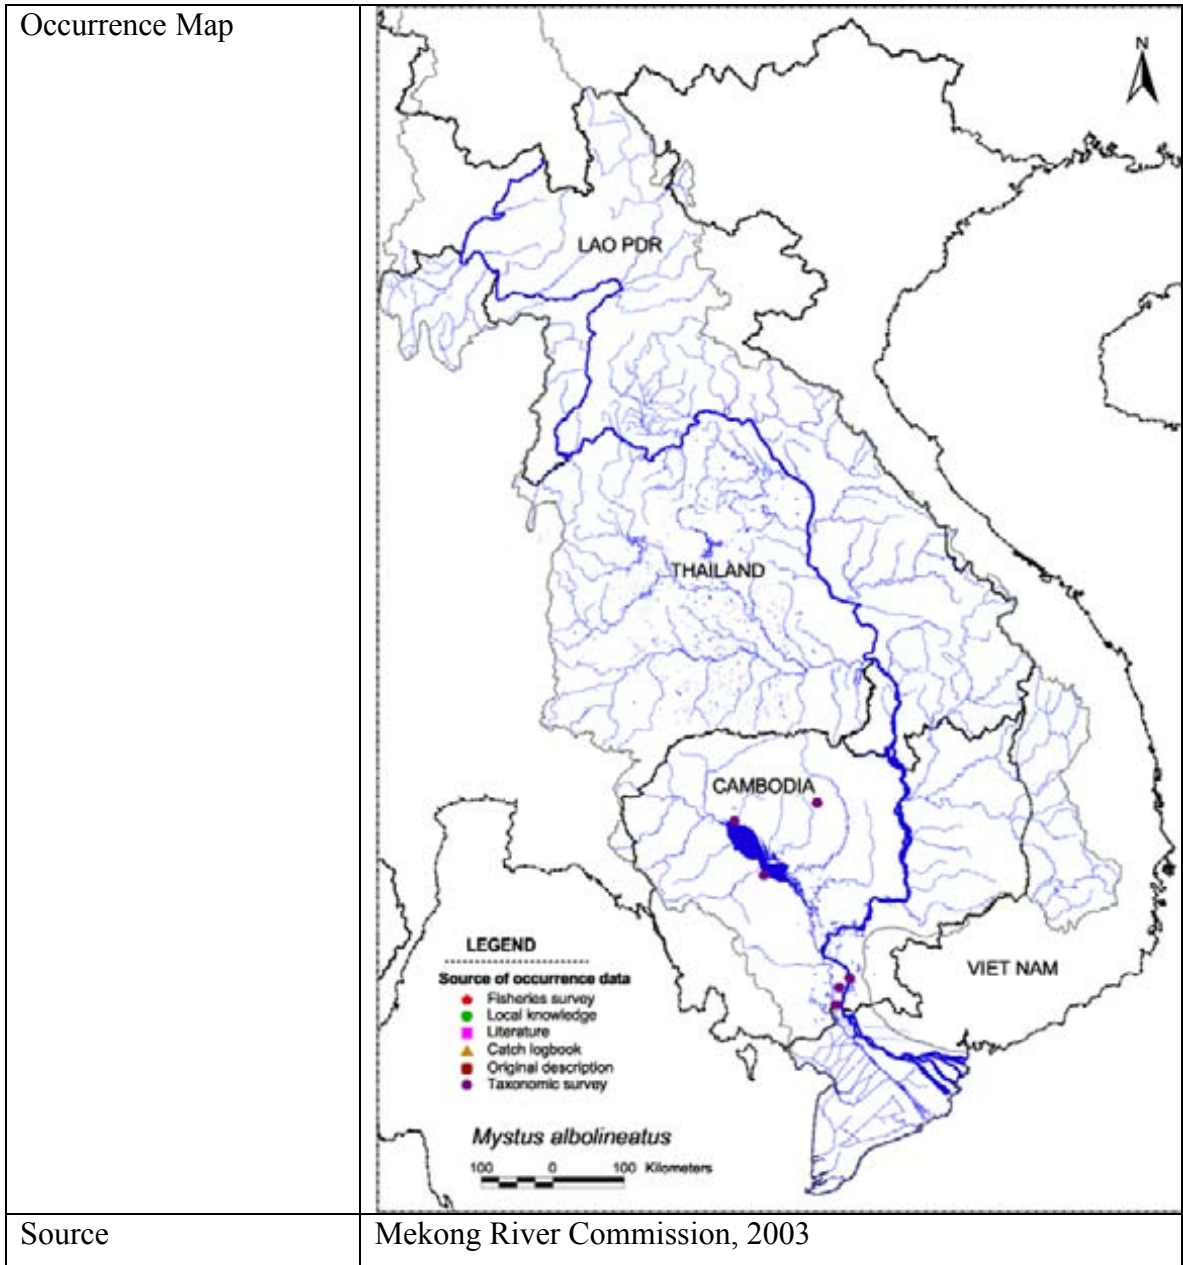 Occurrence Map
N
LAO PDR
THAILAND
CAMBODIA
VIET NAM
LEGEND
Source of occurrence data
Fisheries survey
Local knowledge
Literature
Catch logbook
Original description
Taxonomic survey
Mystus albolineatus
100 0 100 Kilometers
Source
Mekong River Commission, 2003